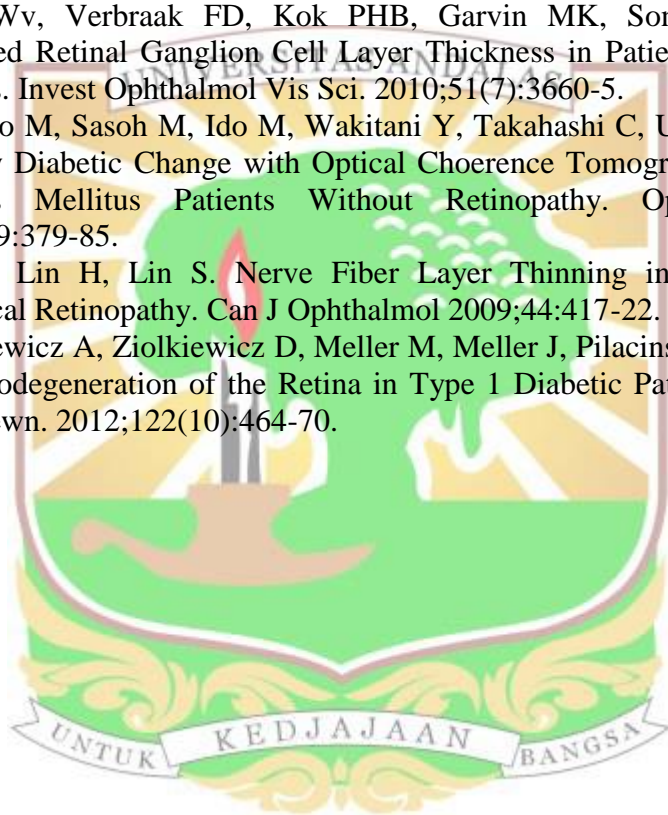 Wv, Verbraak FD, Kok PHB, Garvin MK, Son
ed Retinal Ganglion Cell Layer Thickness in Patie
s. Invest Ophthalmol Vis Sci. 2010;51(7):3660-5.
o M, Sasoh M, Ido M, Wakitani Y, Takahashi C, U
y Diabetic Change with Optical Choerence Tomogr
s Mellitus Patients Without Retinopathy. Op
9:379-85.
Lin H, Lin S. Nerve Fiber Layer Thinning in
cal Retinopathy. Can J Ophthalmol 2009;44:417-22.
ewicz A, Ziolkiewicz D, Meller M, Meller J, Pilacins
odegeneration of the Retina in Type 1 Diabetic Pat
ewn. 2012;122(10):464-70.
UNIVERSITAS ANDALAS
UNTUK KEDJAJAAN BANGSA